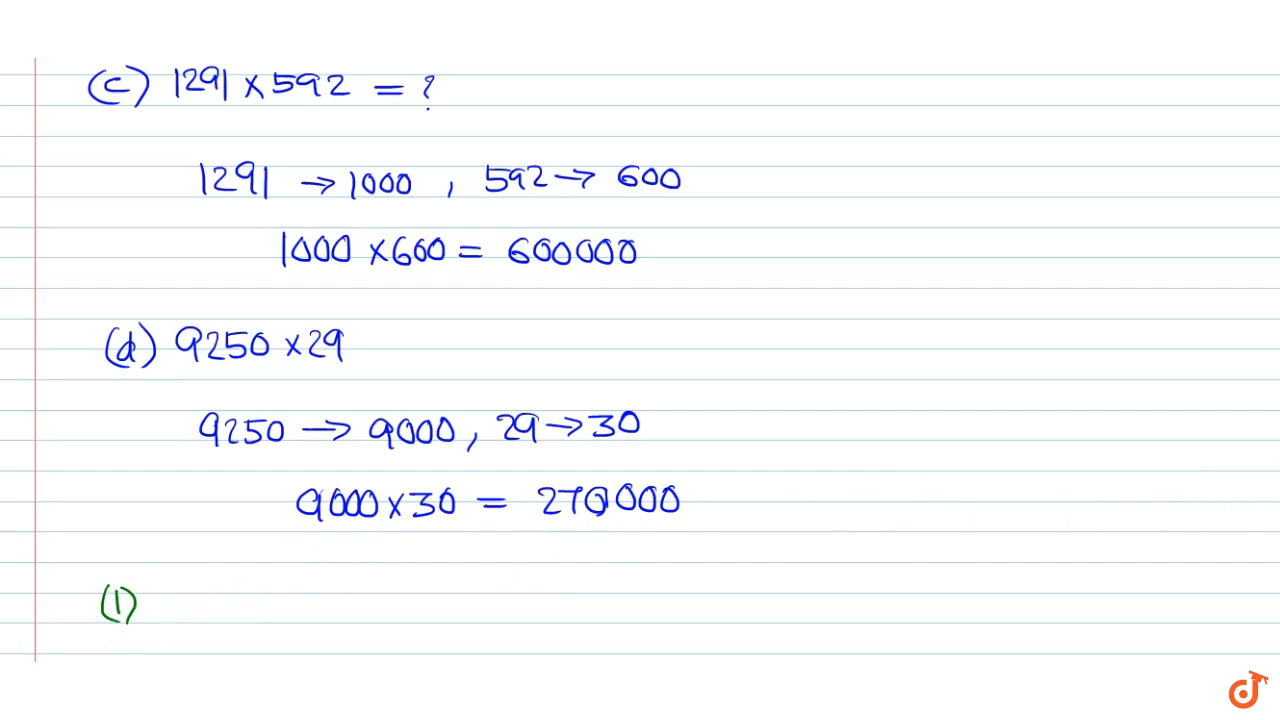 (c) 1291 × 592 = ?
1291 → 1000 , 592 → 600
1000 × 600 = 600000
(d) 9250 × 29
9250 → 9000 , 29 → 30
9000 × 30 = 270000
(1)